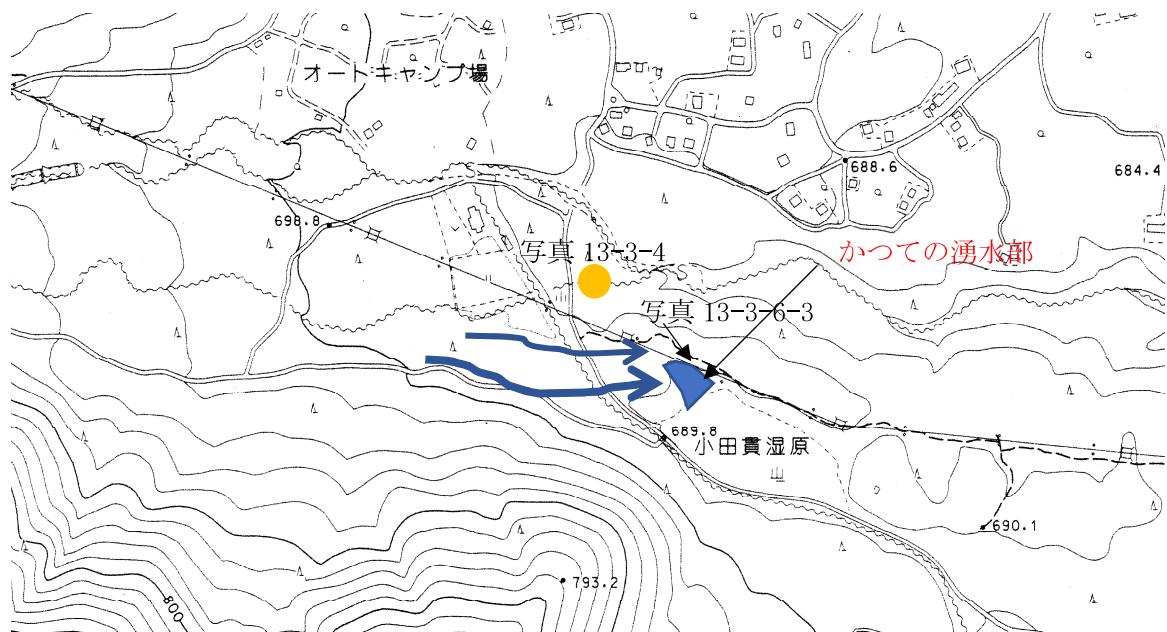 オートキャンプ場
688.6
684.4
698.8
写真 13-3-4
かつての湧水部
写真 13-3-6-3
689.8
小田貫湿原
690.1
793.2
800